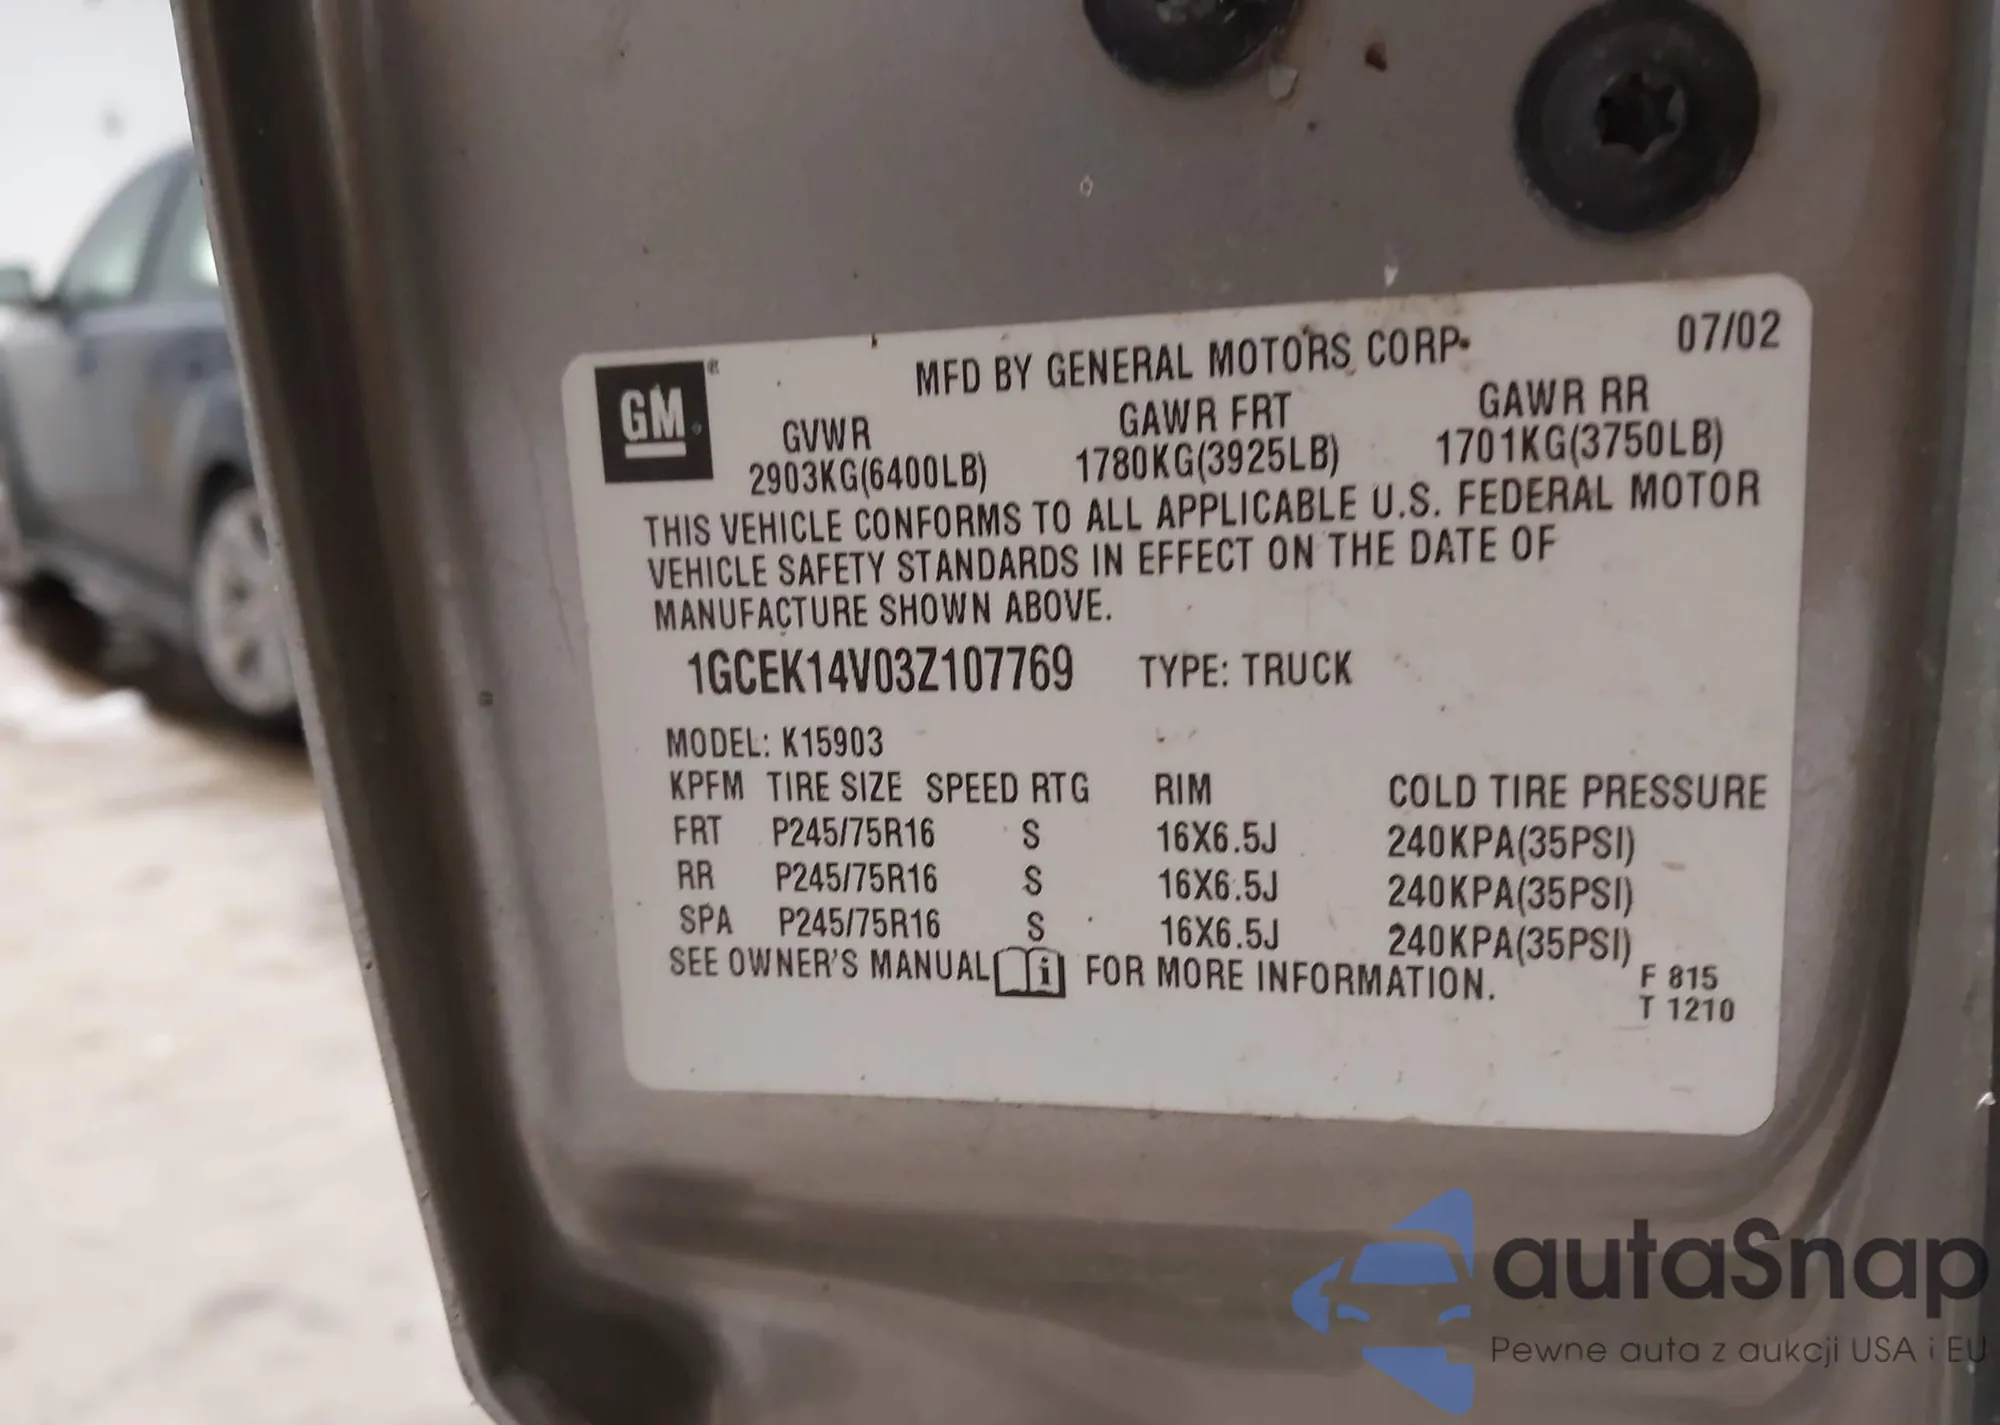 MFD BY GENERAL MOTORS CORP. 07/02
GM ®
GVWR GAWR FRT GAWR RR
2903KG(6400LB) 1780KG(3925LB) 1701KG(3750LB)
THIS VEHICLE CONFORMS TO ALL APPLICABLE U.S. FEDERAL MOTOR
VEHICLE SAFETY STANDARDS IN EFFECT ON THE DATE OF
MANUFACTURE SHOWN ABOVE.
1GCEK14V03Z107769 TYPE: TRUCK
MODEL: K15903
KPFM TIRE SIZE SPEED RTG RIM COLD TIRE PRESSURE
FRT P245/75R16 S 16X6.5J 240KPA(35PSI)
RR P245/75R16 S 16X6.5J 240KPA(35PSI)
SPA P245/75R16 S 16X6.5J 240KPA(35PSI)
SEE OWNER'S MANUAL i FOR MORE INFORMATION.
F 815
T 1210
autaSnap
Pewne auta z aukcji USA i EU